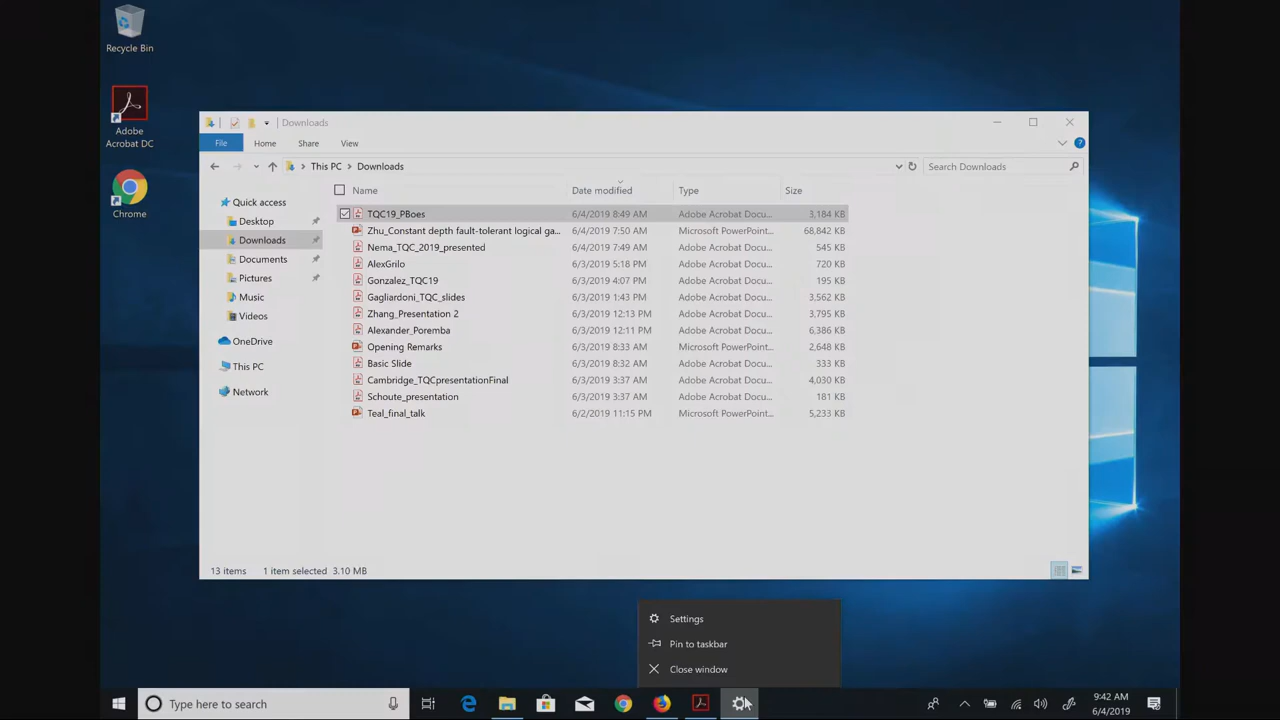 Recycle Bin
Adobe
Acrobat DC
Chrome
Downloads
File Home Share View
This PC Downloads Search Downloads
Name Date modified Type Size
Quick access
Desktop
Downloads
Documents
Pictures
Music
Videos
OneDrive
This PC
Network
TQC19_PBoes 6/4/2019 8:49 AM Adobe Acrobat Docu... 3,184 KB
Zhu_Constant depth fault-tolerant logical ga... 6/4/2019 7:50 AM Microsoft PowerPoint... 68,842 KB
Nema_TQC_2019_presented 6/4/2019 7:49 AM Adobe Acrobat Docu... 545 KB
AlexGrilo 6/3/2019 5:18 PM Adobe Acrobat Docu... 720 KB
Gonzalez_TQC19 6/3/2019 4:07 PM Adobe Acrobat Docu... 195 KB
Gagliardoni_TQC_slides 6/3/2019 1:43 PM Adobe Acrobat Docu... 3,562 KB
Zhang_Presentation 2 6/3/2019 12:13 PM Adobe Acrobat Docu... 3,795 KB
Alexander_Poremba 6/3/2019 12:11 PM Adobe Acrobat Docu... 6,386 KB
Opening Remarks 6/3/2019 8:33 AM Microsoft PowerPoint... 2,648 KB
Basic Slide 6/3/2019 8:32 AM Adobe Acrobat Docu... 333 KB
Cambridge_TQCpresentationFinal 6/3/2019 3:37 AM Adobe Acrobat Docu... 4,030 KB
Schoute_presentation 6/3/2019 3:37 AM Adobe Acrobat Docu... 181 KB
Teal_final_talk 6/2/2019 11:15 PM Microsoft PowerPoint... 5,233 KB
13 items 1 item selected 3.10 MB
Settings
Pin to taskbar
Close window
Type here to search
9:42 AM
6/4/2019